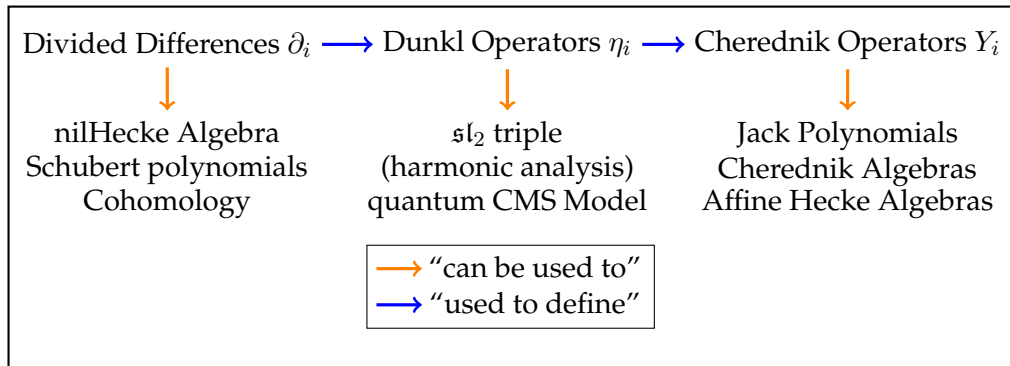 Divided Differences ∂ᵢ → Dunkl Operators ηᵢ → Cherednik Operators Yᵢ
nilHecke Algebra
Schubert polynomials
Cohomology
𝔰𝔩₂ triple
(harmonic analysis)
quantum CMS Model
Jack Polynomials
Cherednik Algebras
Affine Hecke Algebras
→ “can be used to”
→ “used to define”